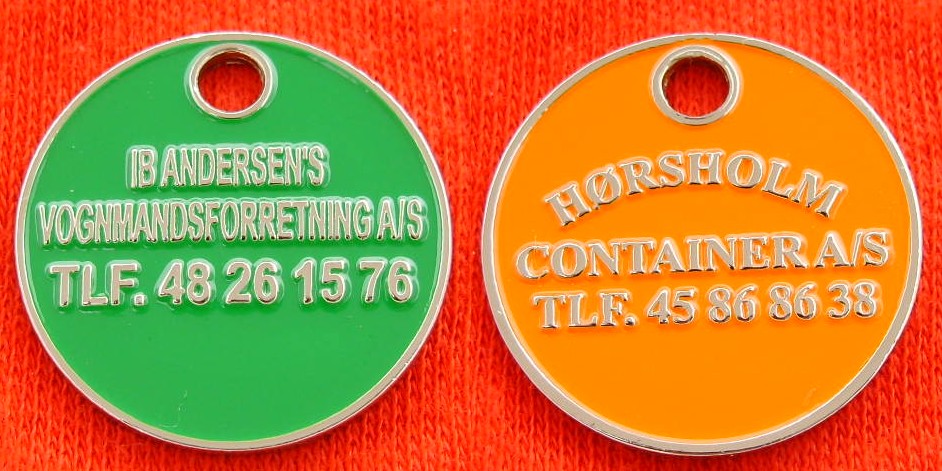 IB ANDERSEN'S
VOGNMANDSFORRETNING A/S
TLF. 48 26 15 76
HØRSHOLM
CONTAINER A/S
TLF. 45 86 86 38